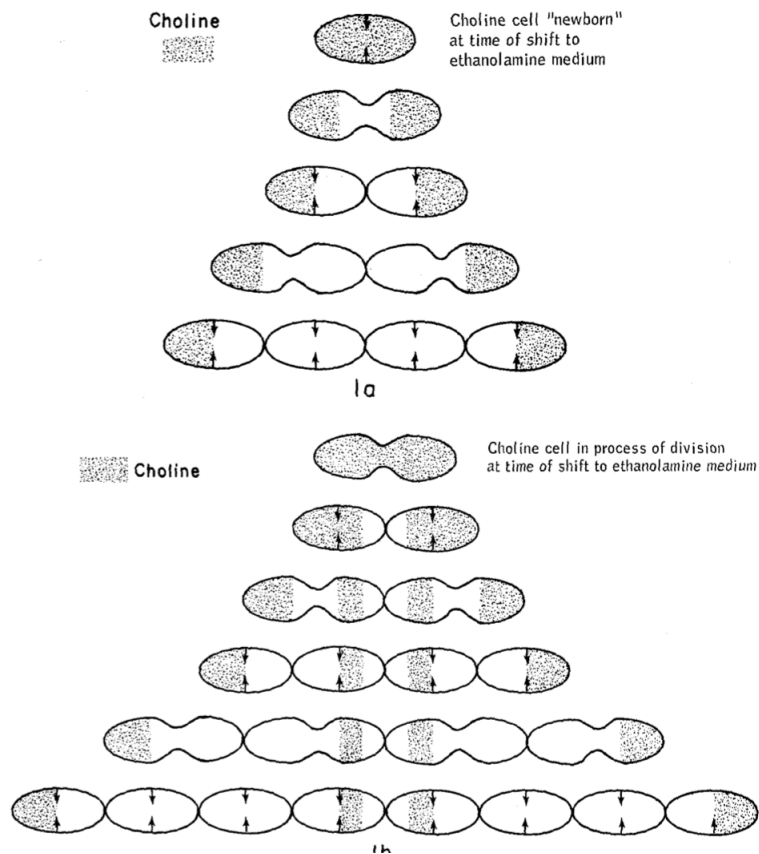 Choline
Choline cell "newborn"
at time of shift to
ethanolamine medium
1a
Choline
Choline cell in process of division
at time of shift to ethanolamine medium
1b